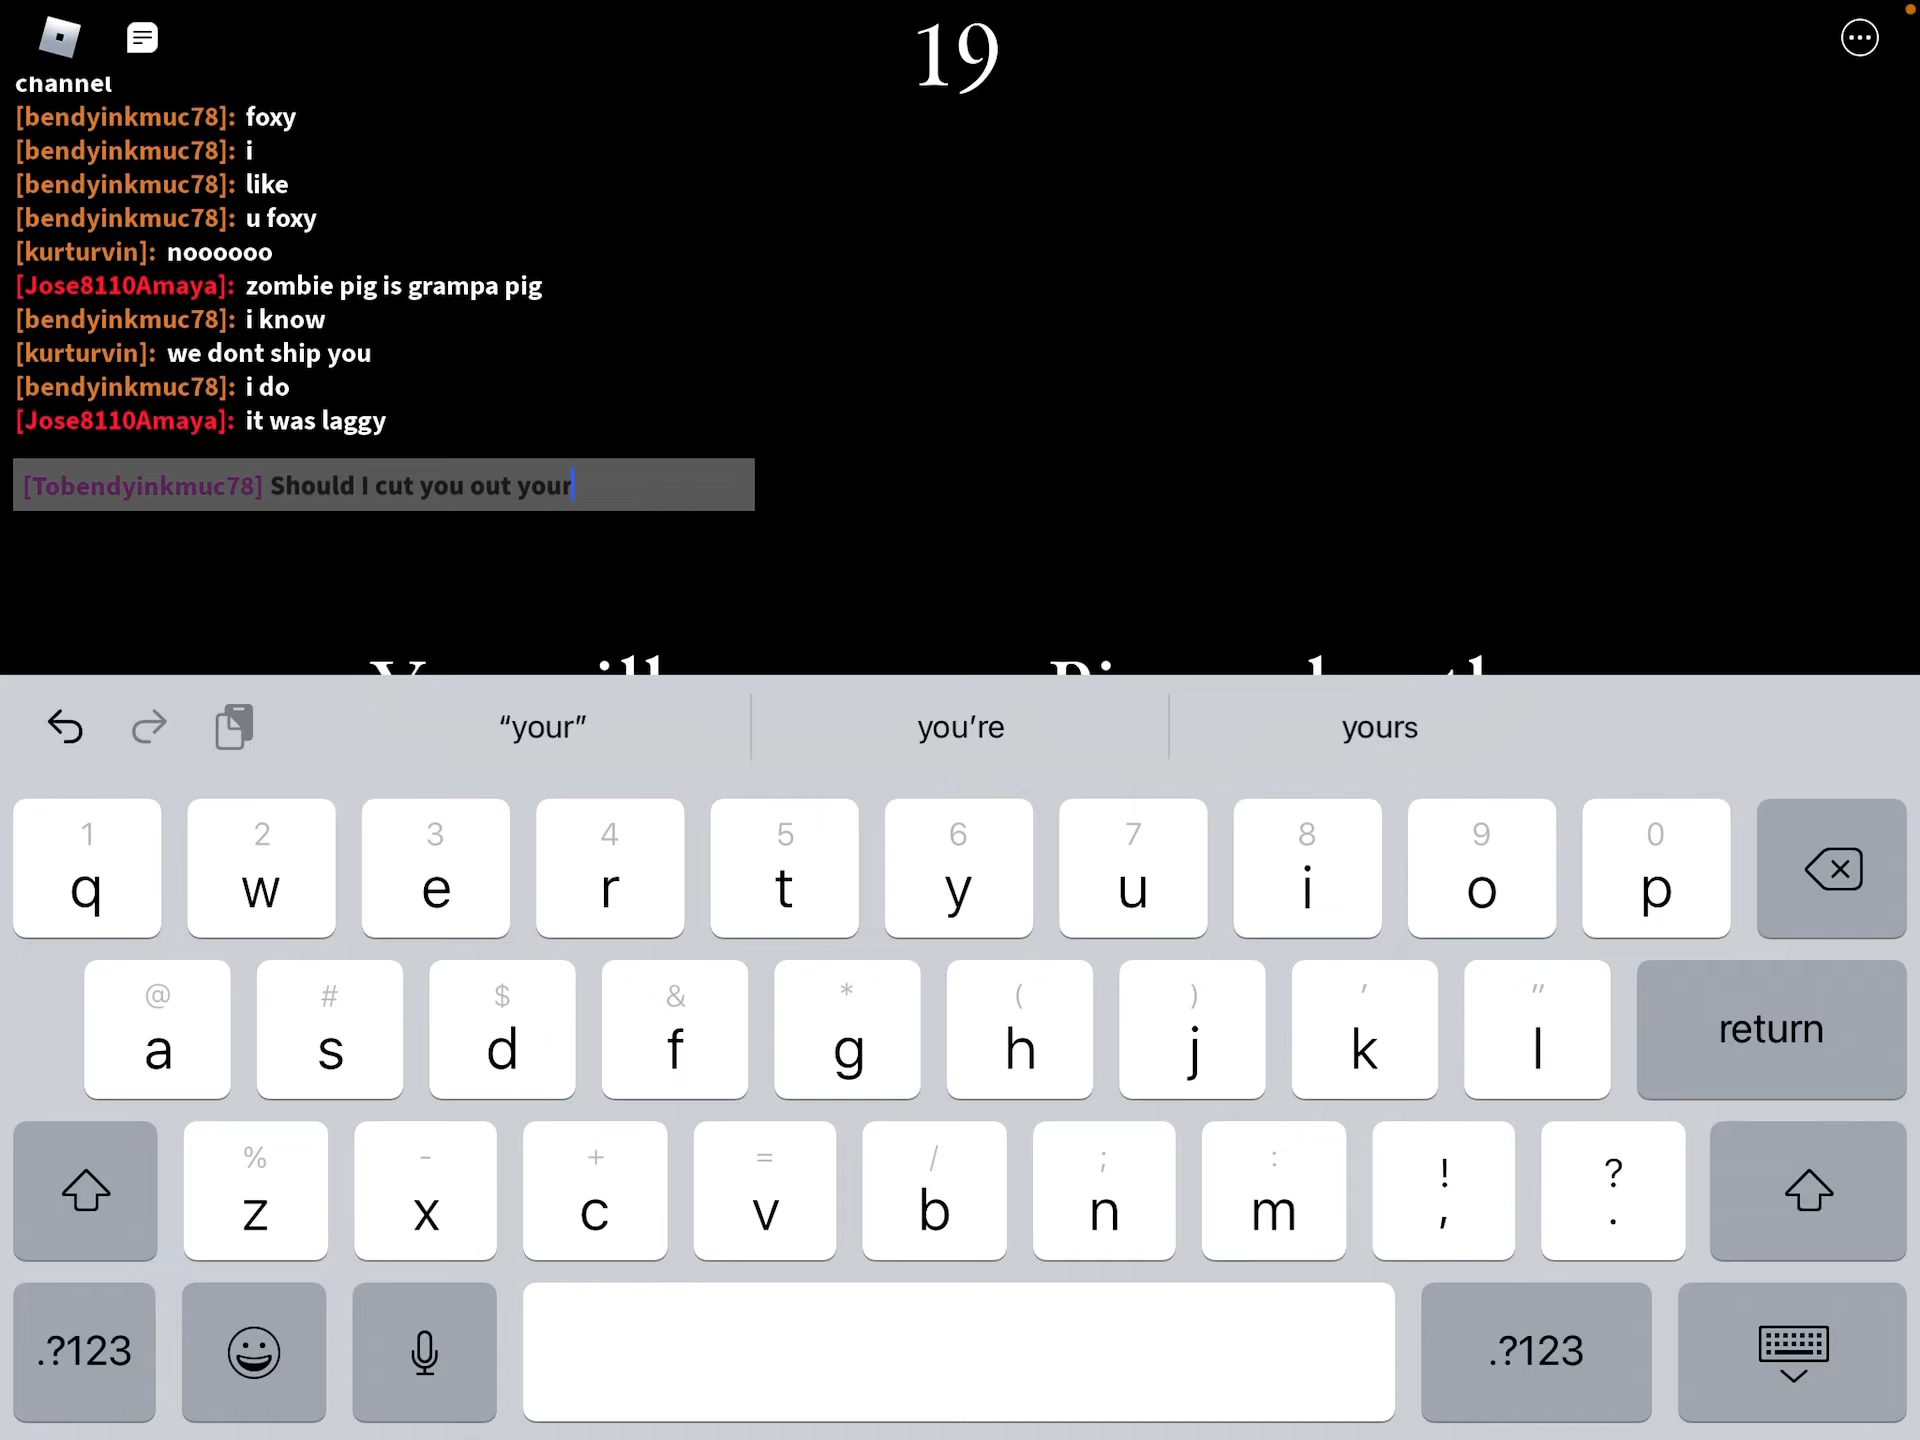 19
channel
[bendyinkmuc78]: foxy
[bendyinkmuc78]: i
[bendyinkmuc78]: like
[bendyinkmuc78]: u foxy
[kurturvin]: noooooo
[Jose8110Amaya]: zombie pig is grampa pig
[bendyinkmuc78]: i know
[kurturvin]: we dont ship you
[bendyinkmuc78]: i do
[Jose8110Amaya]: it was laggy
[Tobendyinkmuc78] Should I cut you out your
“your” you’re yours
1 2 3 4 5 6 7 8 9 0
q w e r t y u i o p
@ # $ & * ( ) ' "
a s d f g h j k l return
% - + = / ; : ! ?
z x c v b n m , .
.?123 .?123